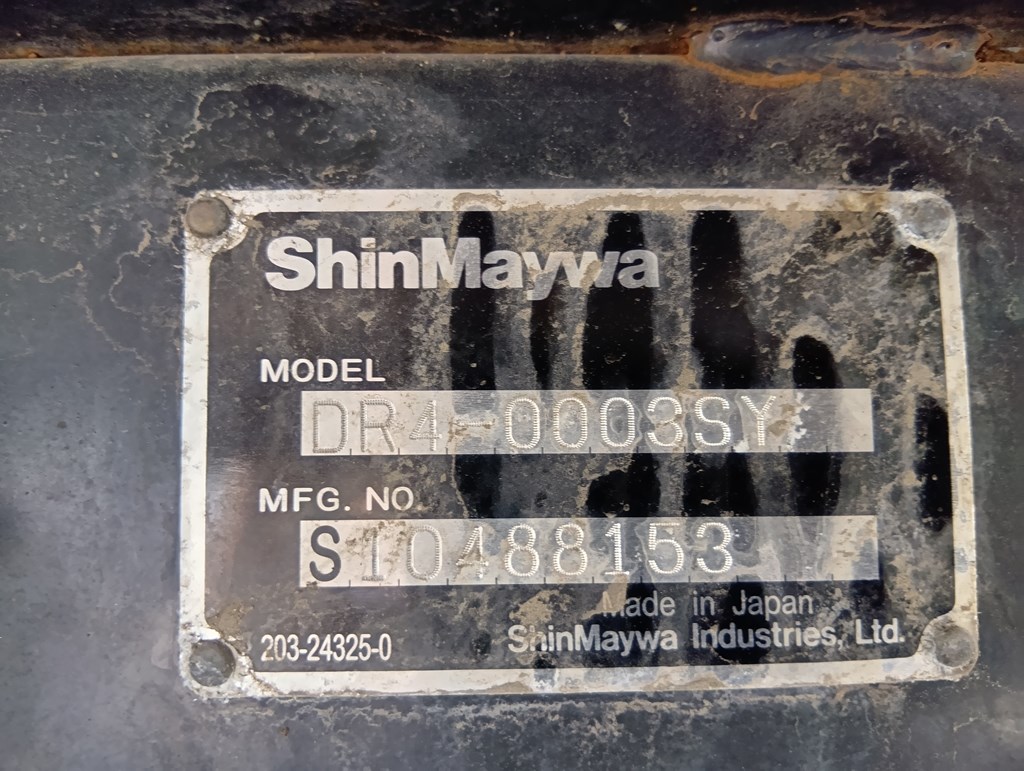 ShinMaywa
MODEL
DR4-0003SY
MFG. NO
S10488153
Made in Japan
203-24325-0
ShinMaywa Industries, Ltd.